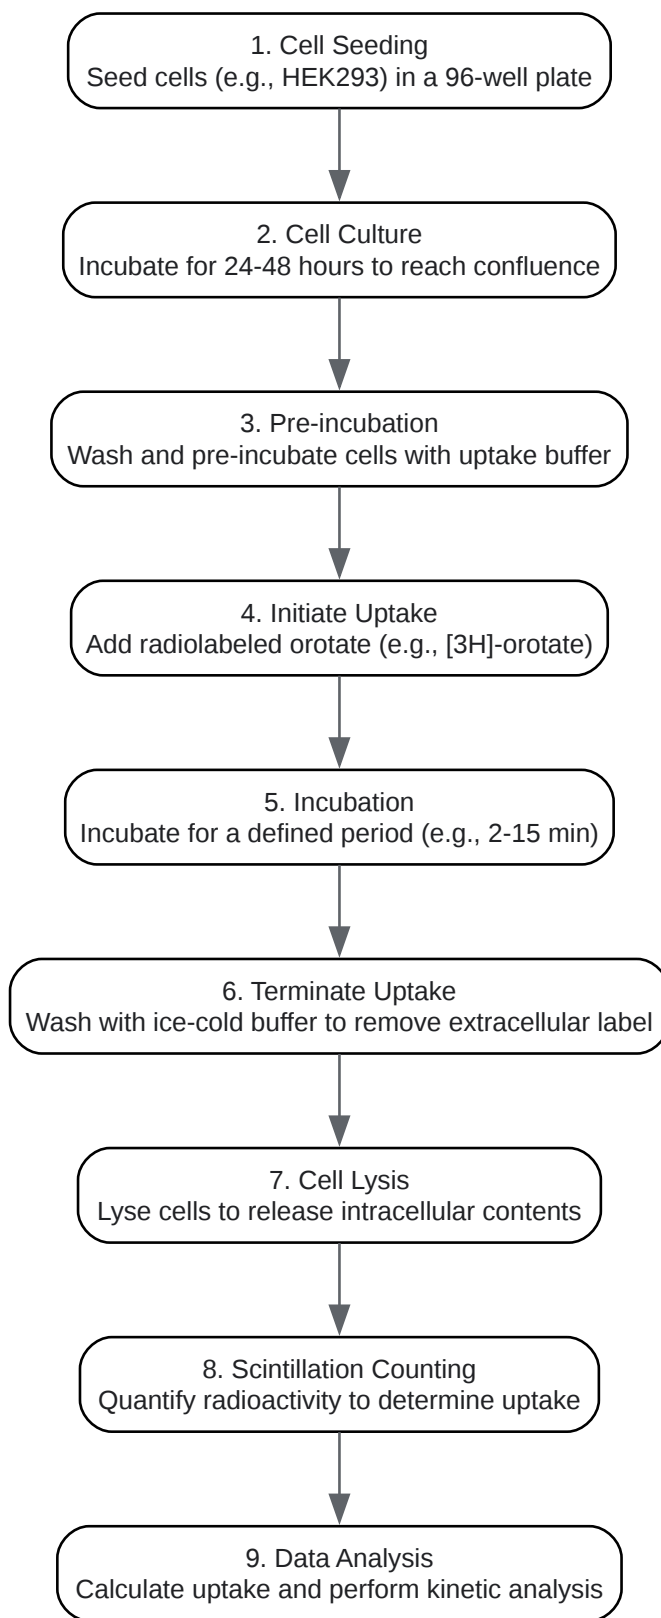 1. Cell Seeding
Seed cells (e.g., HEK293) in a 96-well plate
2. Cell Culture
Incubate for 24-48 hours to reach confluence
3. Pre-incubation
Wash and pre-incubate cells with uptake buffer
4. Initiate Uptake
Add radiolabeled orotate (e.g., [3H]-orotate)
5. Incubation
Incubate for a defined period (e.g., 2-15 min)
6. Terminate Uptake
Wash with ice-cold buffer to remove extracellular label
7. Cell Lysis
Lyse cells to release intracellular contents
8. Scintillation Counting
Quantify radioactivity to determine uptake
9. Data Analysis
Calculate uptake and perform kinetic analysis